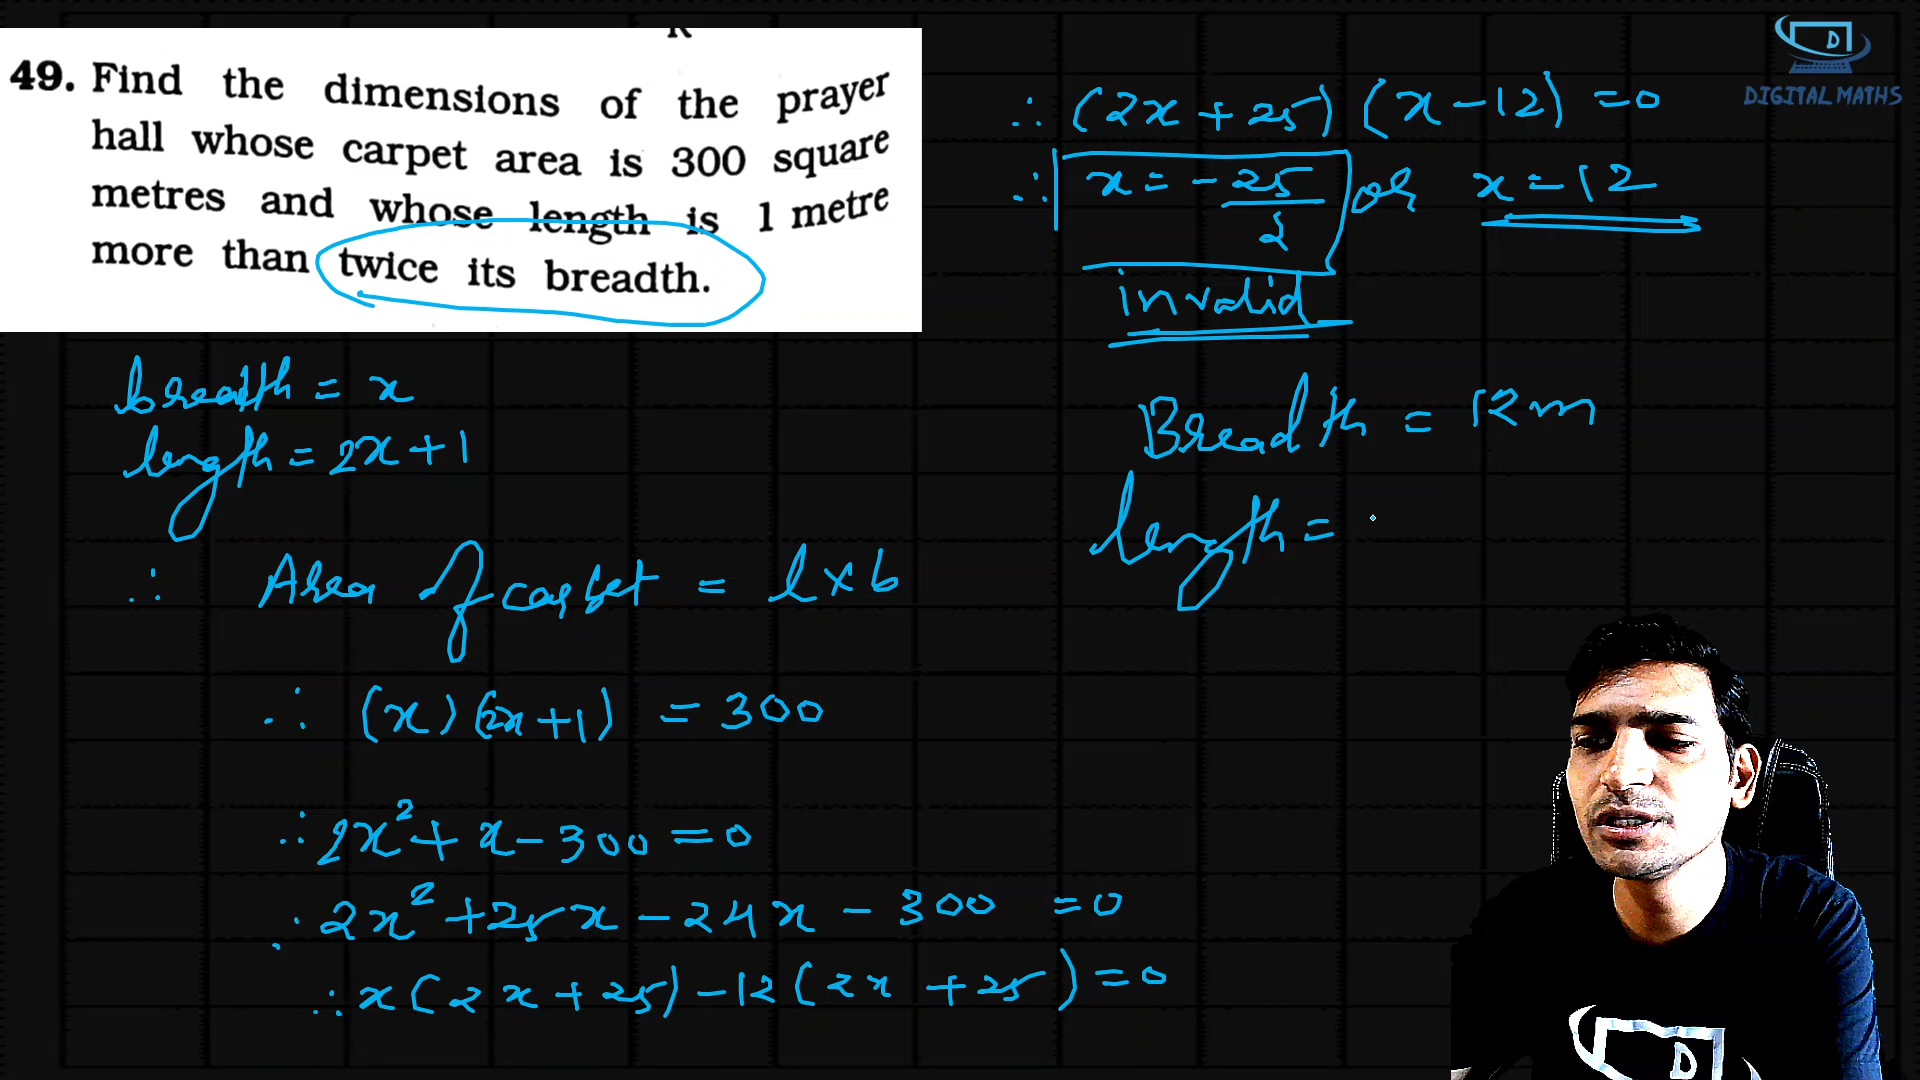 49. Find the dimensions of the prayer
hall whose carpet area is 300 square
metres and whose length is 1 metre
more than twice its breadth.
breadth = x
length = 2x+1
∴ Area of carpet = l × b
∴ (x)(2x+1) = 300
∴ 2x² + x - 300 = 0
∴ 2x² + 25x - 24x - 300 = 0
∴ x(2x+25) - 12(2x+25) = 0
∴ (2x+25)(x-12) = 0
∴ x = -25/2 or x = 12
invalid
Breadth = 12m
length =
D
DIGITAL MATHS
D